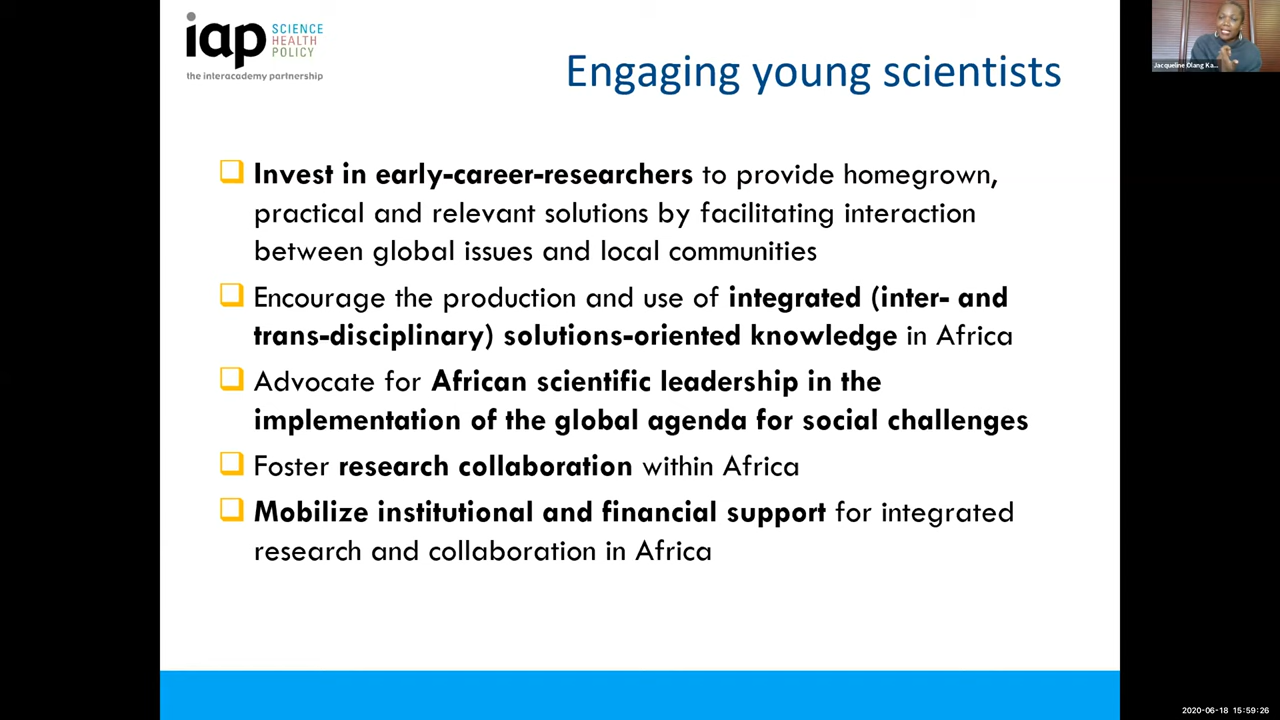 iap SCIENCE
HEALTH
POLICY
the interacademy partnership
Engaging young scientists
Invest in early-career-researchers to provide homegrown,
practical and relevant solutions by facilitating interaction
between global issues and local communities
Encourage the production and use of integrated (inter- and
trans-disciplinary) solutions-oriented knowledge in Africa
Advocate for African scientific leadership in the
implementation of the global agenda for social challenges
Foster research collaboration within Africa
Mobilize institutional and financial support for integrated
research and collaboration in Africa
Jacqueline Olang Ka...
2020-06-18 15:59:26